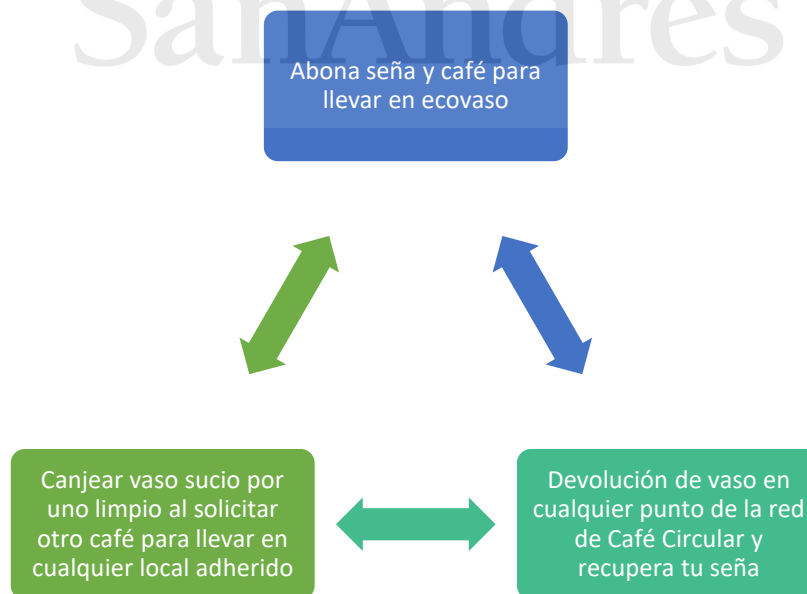 SanAndrés
Abona seña y café para
llevar en ecovaso
Canjear vaso sucio por
uno limpio al solicitar
otro café para llevar en
cualquier local adherido
Devolución de vaso en
cualquier punto de la red
de Café Circular y
recupera tu seña